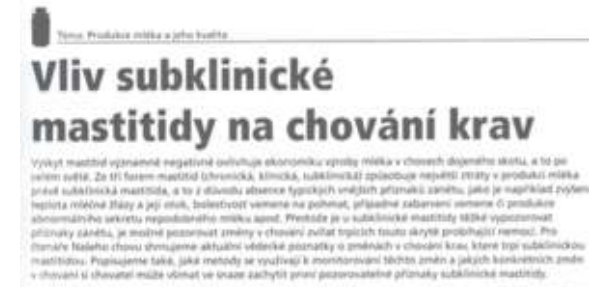 Téma: Produkce mléka a jeho kvalita
Vliv subklinické
mastitidy na chování krav
Výskyt mastitid významně negativně ovlivňuje ekonomiku výroby mléka v chovech dojeného skotu, a to po
celém světě. Ze tří forem mastitid (chronická, klinická, subklinická) způsobuje největší ztráty v produkci mléka
právě subklinická mastitida, a to z důvodu absence typických vnějších příznaků zánětu, jako je například zvýšená
teplota mléčné žlázy a její otok, bolestivost vemene na pohmat, případné zabarvení vemene či produkce
abnormálního sekretu nepodobného mléku apod. Přestože je u subklinické mastitidy těžké vypozorovat
příznaky zánětu, je možné pozorovat změny v chování zvířat trpících touto skrytě probíhající nemocí. Pro
čtenáře Našeho chovu shrnujeme aktuální vědecké poznatky o změnách v chování krav, které trpí subklinickou
mastitidou. Popisujeme také, jaké metody se využívají k monitorování těchto změn a jakých konkrétních změn
v chování si chovatel může všímat ve snaze zachytit první pozorovatelné příznaky subklinické mastitidy.